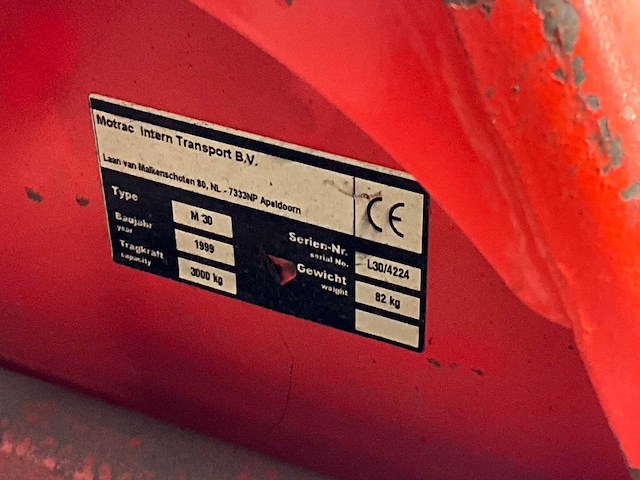 Motrac Intern Transport B.V.
Laan van Malkenschoten 80, NL - 7333NP Apeldoorn
CE
Type M 30
Baujahr 1999
year
Tragkraft 3000 kg
capacity
Serien-Nr. L30/4224
serial No.
Gewicht 82 kg
weight